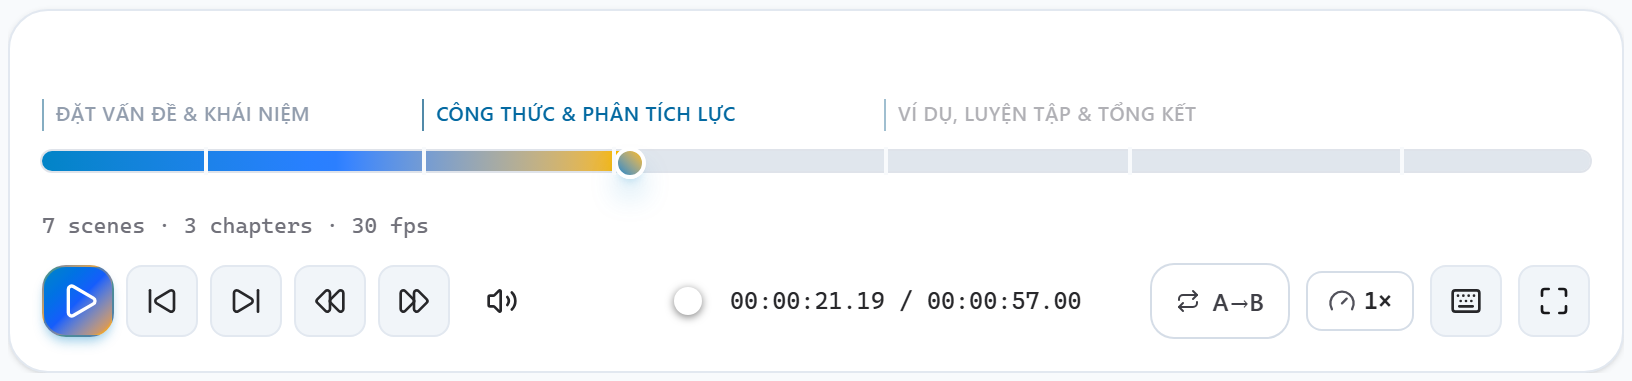 ĐẶT VẤN ĐỀ & KHÁI NIỆM
CÔNG THỨC & PHÂN TÍCH LỰC
VÍ DỤ, LUYỆN TẬP & TỔNG KẾT
7 scenes · 3 chapters · 30 fps
00:00:21.19 / 00:00:57.00
A→B
1×